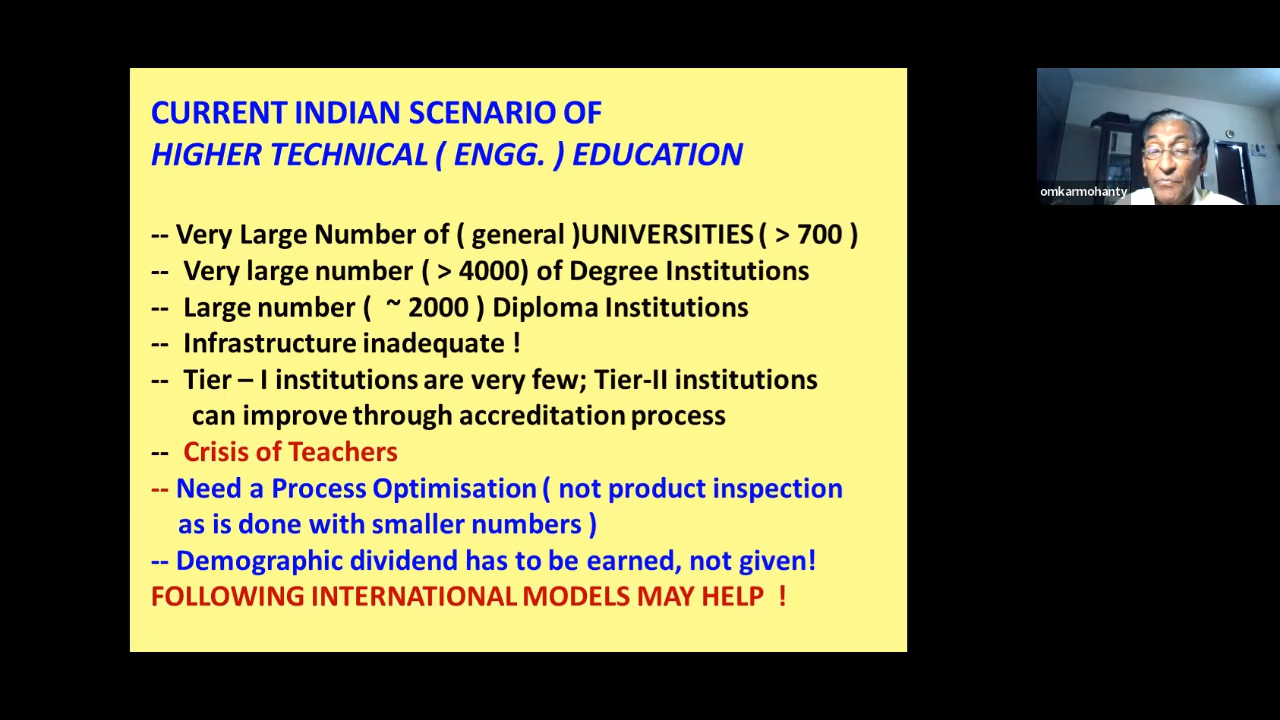 CURRENT INDIAN SCENARIO OF
HIGHER TECHNICAL ( ENGG. ) EDUCATION
-- Very Large Number of ( general )UNIVERSITIES ( > 700 )
-- Very large number ( > 4000) of Degree Institutions
-- Large number ( ~ 2000 ) Diploma Institutions
-- Infrastructure inadequate !
-- Tier – I institutions are very few; Tier-II institutions
can improve through accreditation process
-- Crisis of Teachers
-- Need a Process Optimisation ( not product inspection
as is done with smaller numbers )
-- Demographic dividend has to be earned, not given!
FOLLOWING INTERNATIONAL MODELS MAY HELP !
omkarmohanty